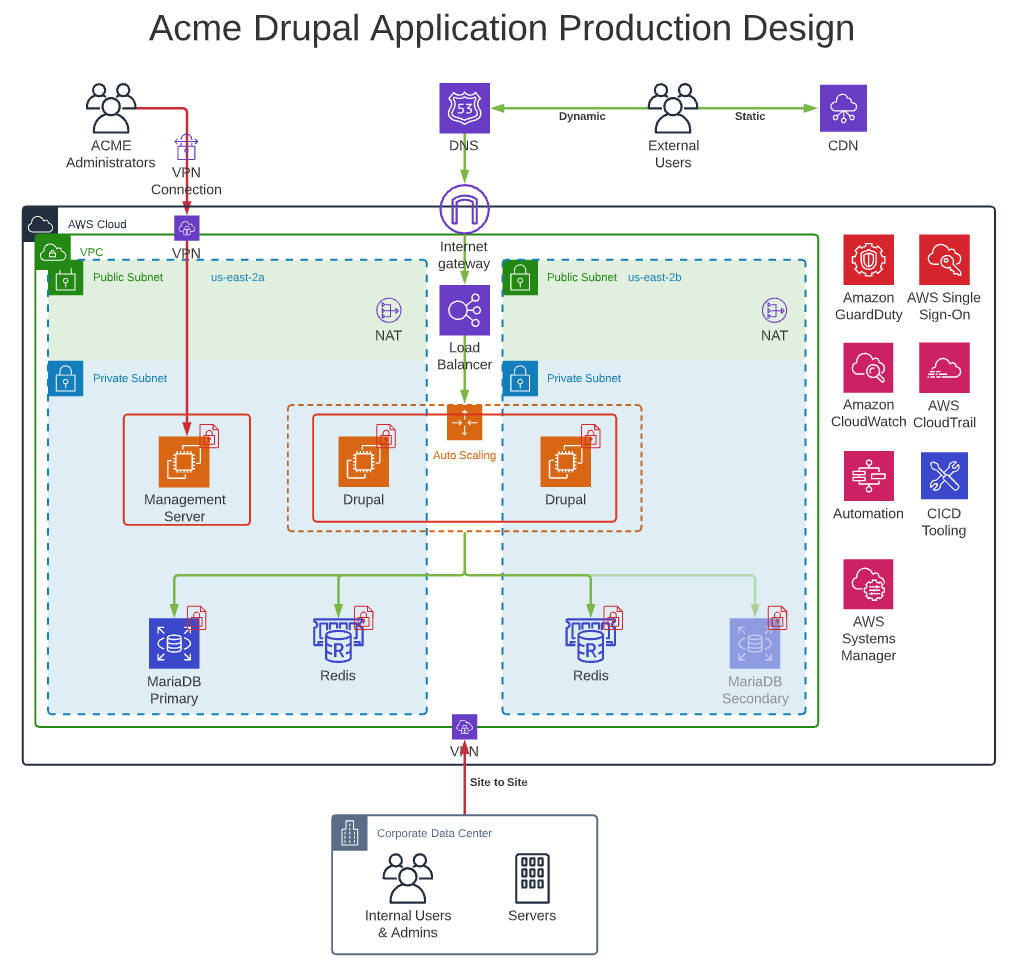 Acme Drupal Application Production Design
ACME
Administrators
VPN
Connection
53
DNS
Dynamic
External
Users
Static
CDN
AWS Cloud
VPN
VPC
Internet
gateway
Public Subnet
us-east-2a
NAT
Load
Balancer
Public Subnet
us-east-2b
NAT
Private Subnet
Private Subnet
Management
Server
Drupal
Auto Scaling
Drupal
MariaDB
Primary
R
Redis
R
Redis
MariaDB
Secondary
Amazon
GuardDuty
AWS Single
Sign-On
Amazon
CloudWatch
AWS
CloudTrail
Automation
CICD
Tooling
AWS
Systems
Manager
VPN
Site to Site
Corporate Data Center
Internal Users
& Admins
Servers